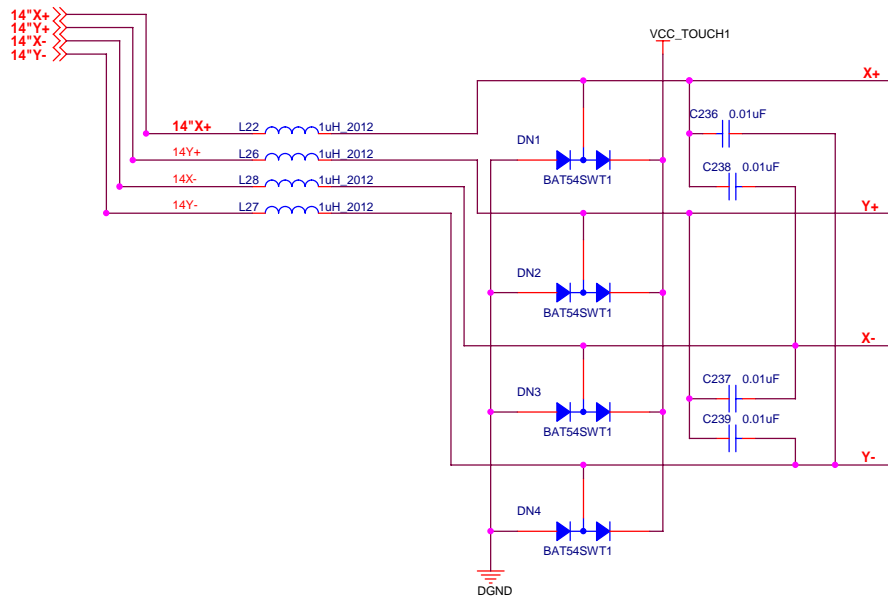 14"X+
14"Y+
14"X-
14"Y-
VCC_TOUCH1
X+
C236 0.01uF
14"X+ L22 1uH_2012
DN1
14Y+ L26 1uH_2012
C238 0.01uF
BAT54SWT1
14X- L28 1uH_2012
14Y- L27 1uH_2012
Y+
DN2
BAT54SWT1
X-
C237 0.01uF
DN3
C239 0.01uF
BAT54SWT1
Y-
DN4
BAT54SWT1
DGND